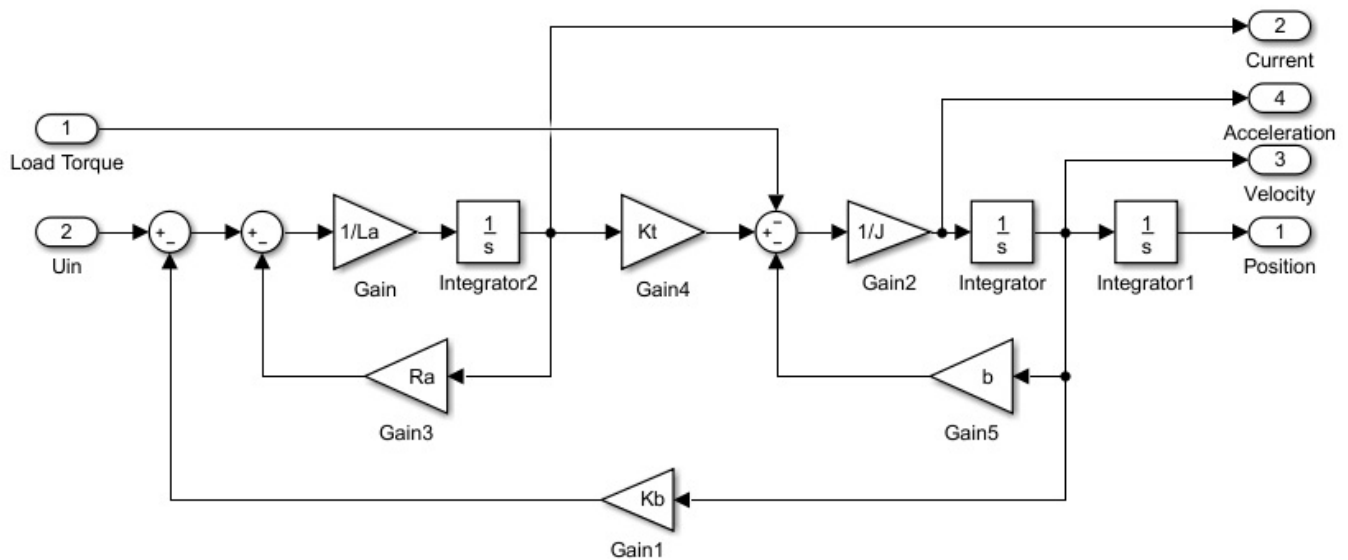 2
Current
4
Acceleration
1
Load Torque
3
Velocity
2
Uin
+
−
+
−
1/La
Gain
1
s
Integrator2
Kt
Gain4
−
+
−
1/J
Gain2
1
s
Integrator
1
s
Integrator1
1
Position
Ra
Gain3
b
Gain5
Kb
Gain1